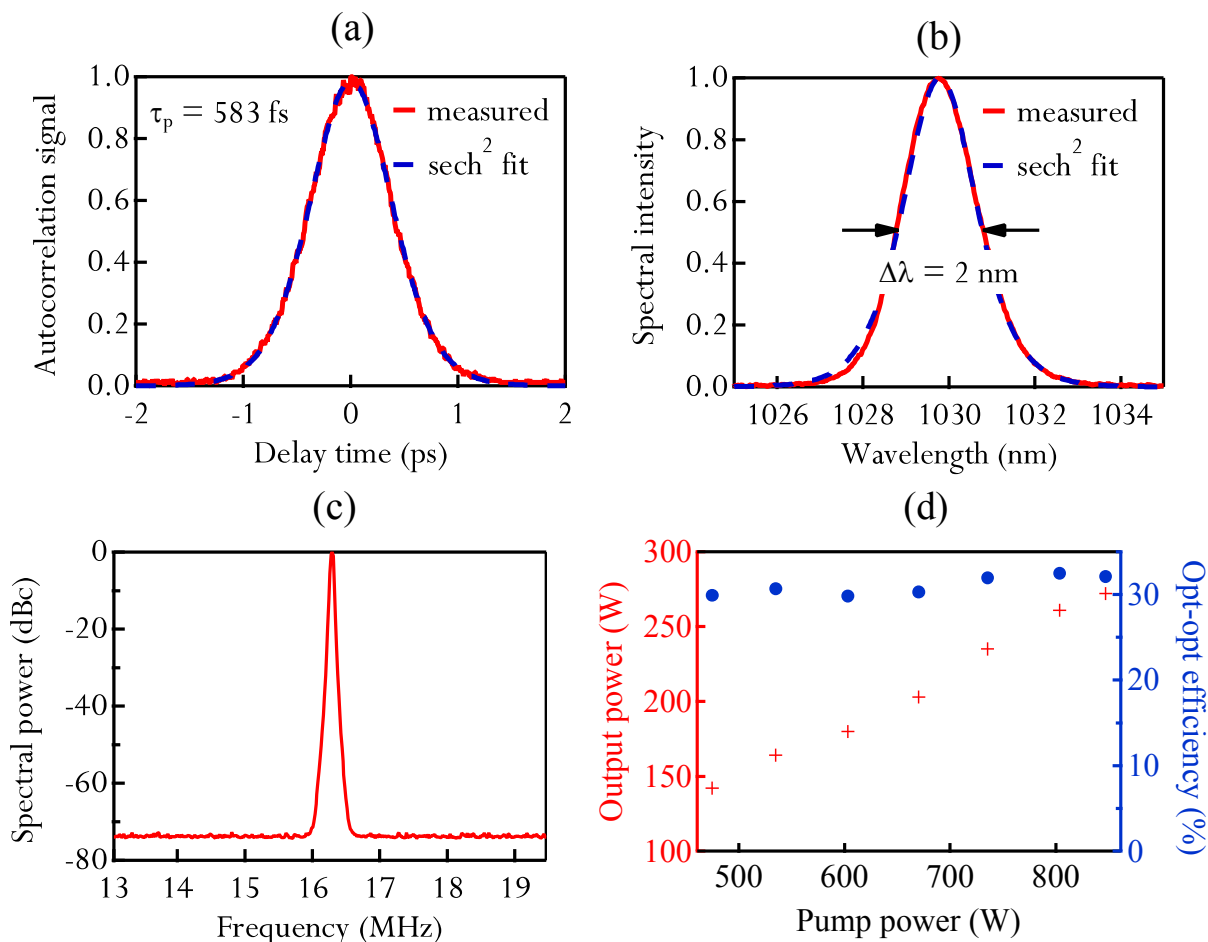 (a)
τp = 583 fs
measured
sech² fit
Autocorrelation signal
1.0
0.8
0.6
0.4
0.2
0.0
-2 -1 0 1 2
Delay time (ps)
(b)
measured
sech² fit
Δλ = 2 nm
Spectral intensity
1.0
0.8
0.6
0.4
0.2
0.0
1026 1028 1030 1032 1034
Wavelength (nm)
(c)
Spectral power (dBc)
0
-20
-40
-60
-80
13 14 15 16 17 18 19
Frequency (MHz)
(d)
Output power (W)
300
250
200
150
100
Opt-opt efficiency (%)
30
20
10
0
500 600 700 800
Pump power (W)